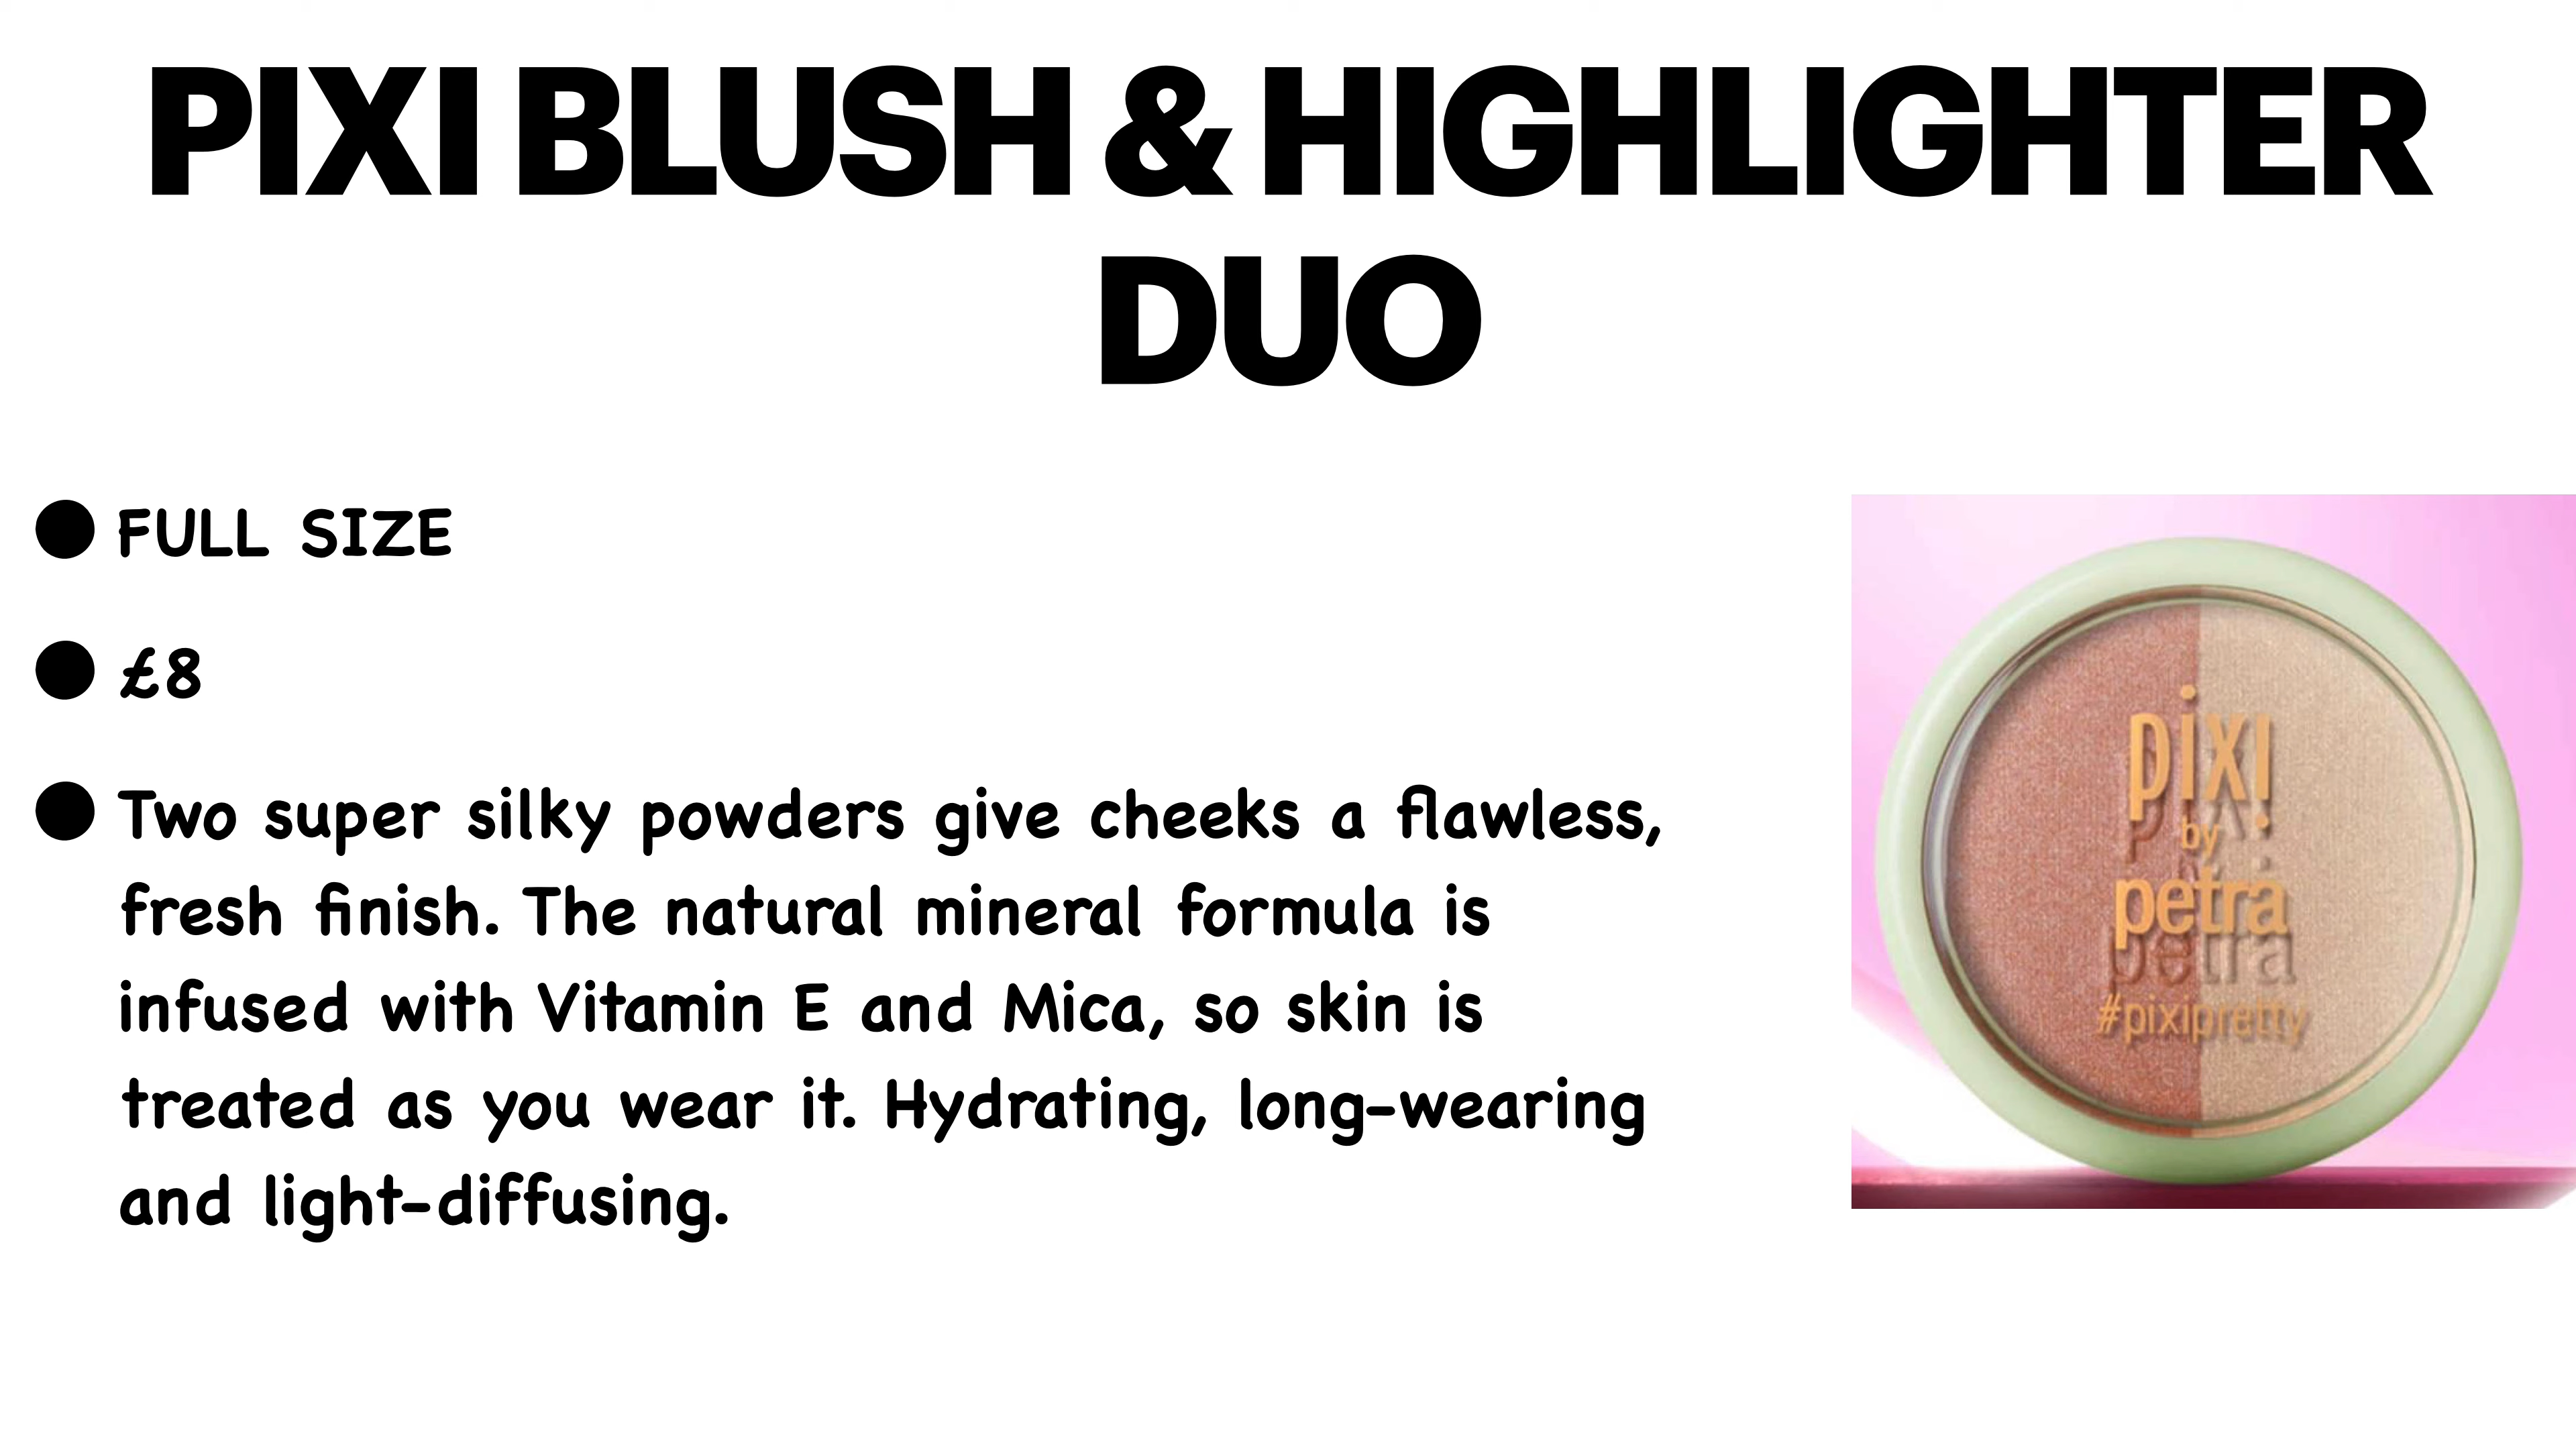 PIXI BLUSH & HIGHLIGHTER
DUO
● FULL SIZE
● £8
● Two super silky powders give cheeks a flawless,
fresh finish. The natural mineral formula is
infused with Vitamin E and Mica, so skin is
treated as you wear it. Hydrating, long-wearing
and light-diffusing.
pixi
by
petra
#pixipretty